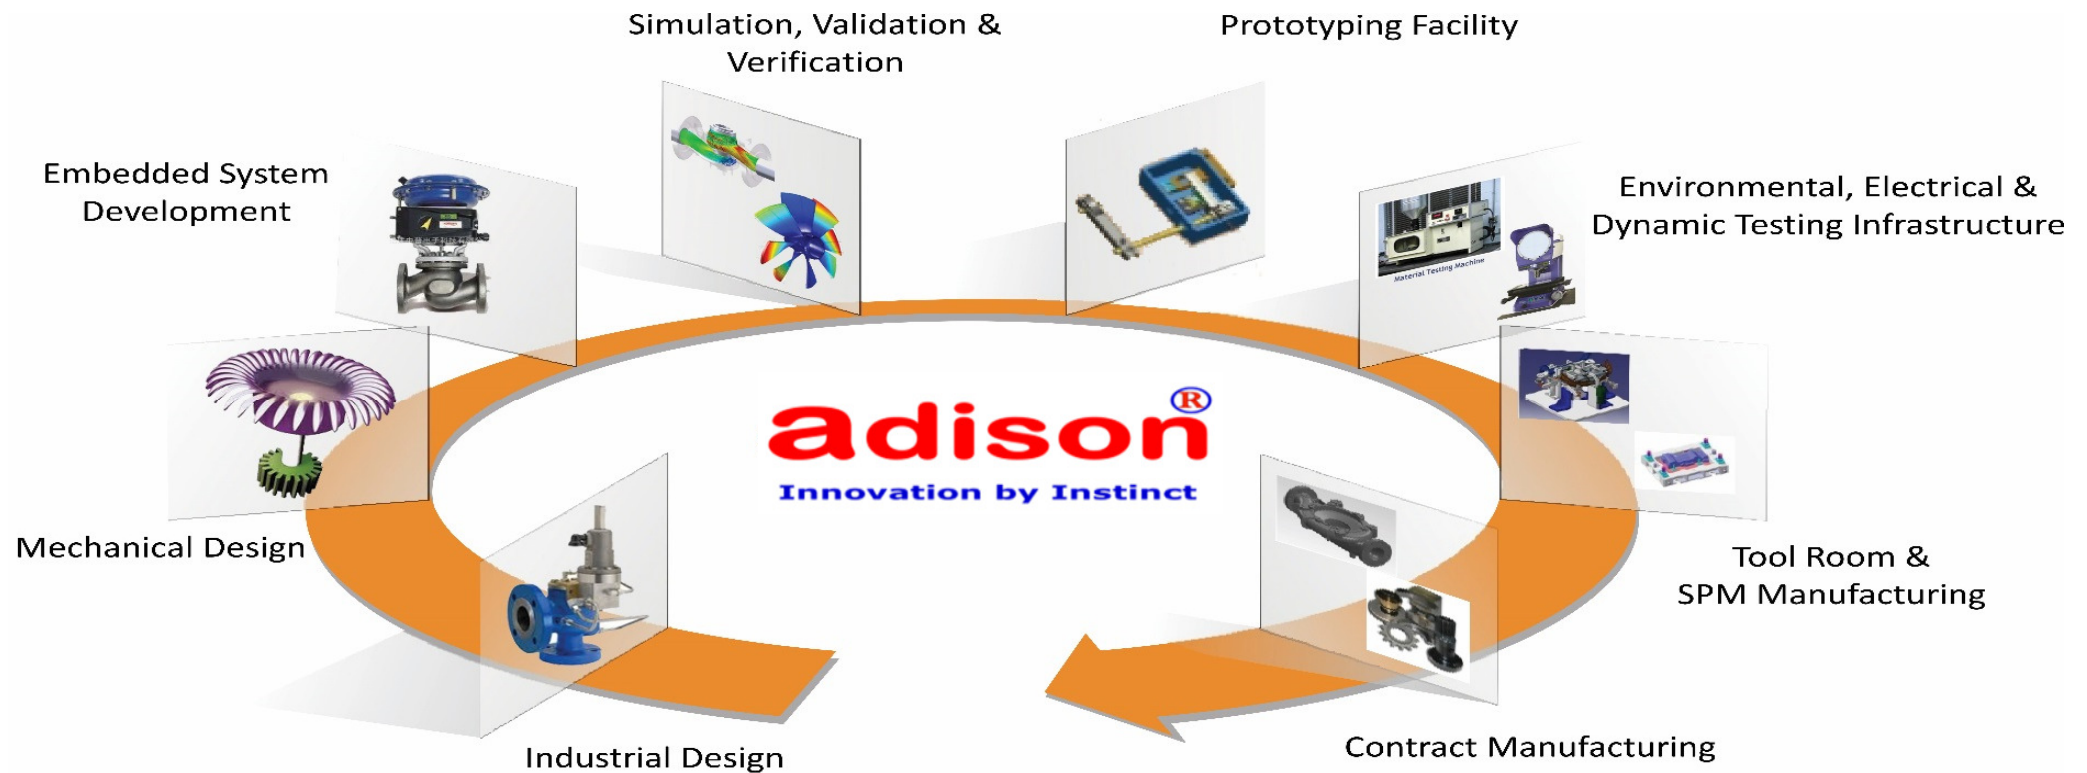 Simulation, Validation &
Verification
Prototyping Facility
Embedded System
Development
Environmental, Electrical &
Dynamic Testing Infrastructure
Material Testing Machine
adison®
Innovation by Instinct
Mechanical Design
Tool Room &
SPM Manufacturing
Industrial Design
Contract Manufacturing